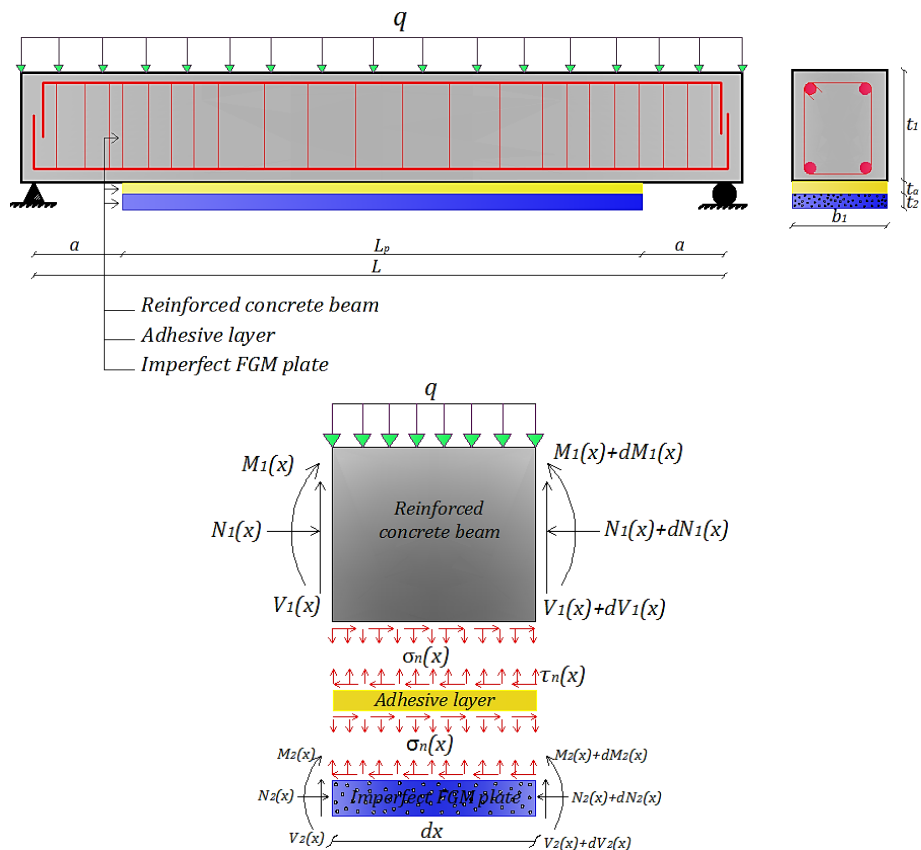 q
t₁
tₐ
t₂
b₁
a
Lₚ
a
L
Reinforced concrete beam
Adhesive layer
Imperfect FGM plate
q
M₁(x)
M₁(x)+dM₁(x)
Reinforced
concrete beam
N₁(x)
N₁(x)+dN₁(x)
V₁(x)
V₁(x)+dV₁(x)
σₙ(x)
τₙ(x)
Adhesive layer
σₙ(x)
M₂(x)
M₂(x)+dM₂(x)
N₂(x)
Imperfect FGM plate
N₂(x)+dN₂(x)
V₂(x)
dx
V₂(x)+dV₂(x)